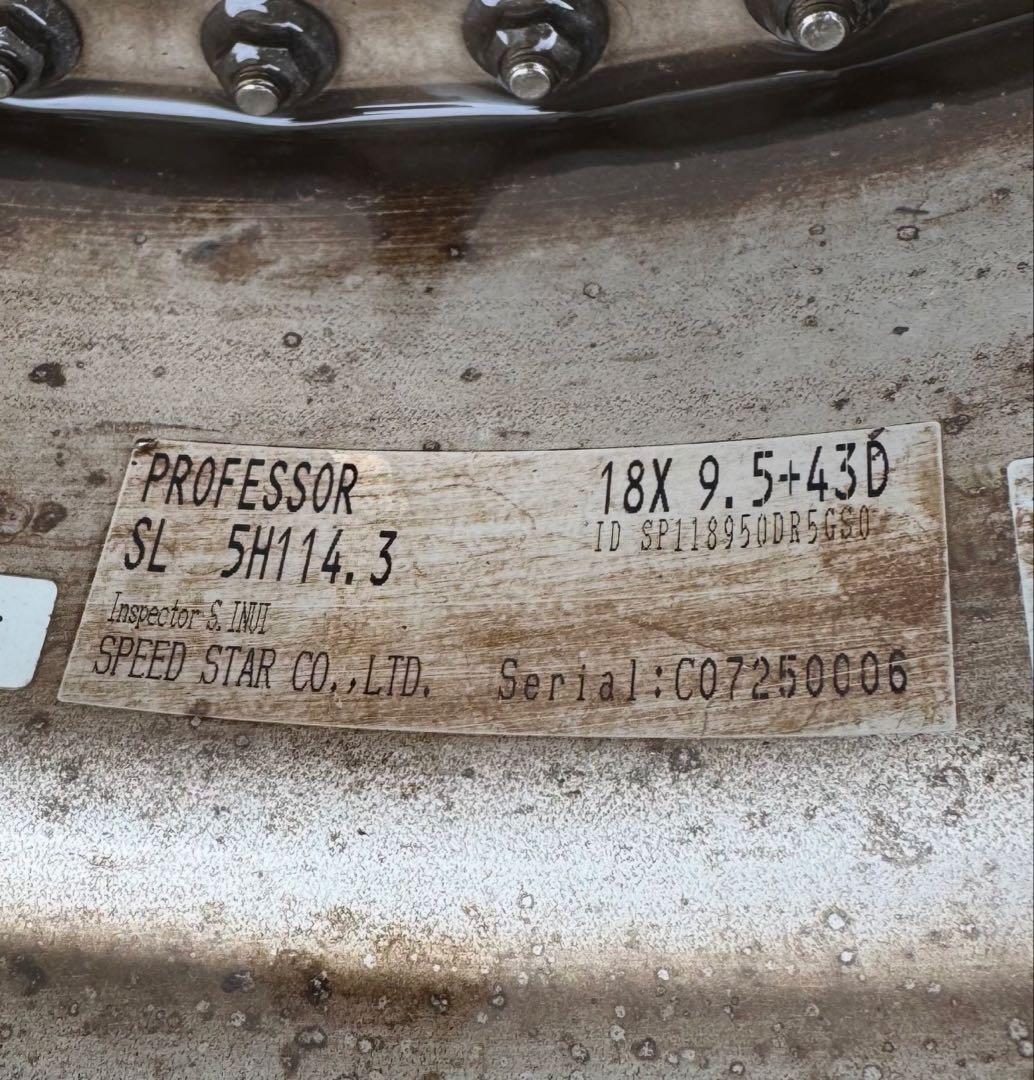 PROFESSOR 18X 9.5+43D
SL 5H114.3 ID SP118950DR5GS0
Inspector S. INUI
SPEED STAR CO.,LTD. Serial:C07250006